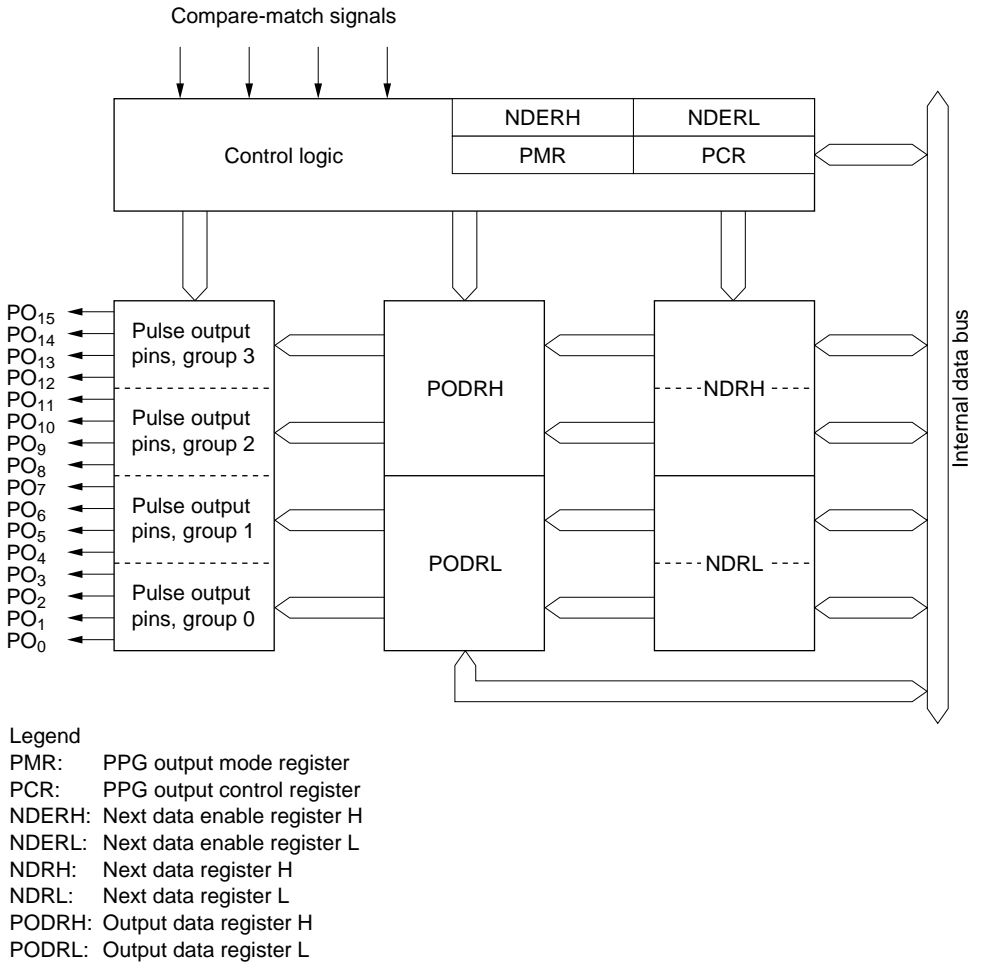 Compare-match signals
NDERH NDERL
Control logic PMR PCR
PO15
PO14
PO13
PO12
PO11
PO10
PO9
PO8
PO7
PO6
PO5
PO4
PO3
PO2
PO1
PO0
Pulse output
pins, group 3
Pulse output
pins, group 2
Pulse output
pins, group 1
Pulse output
pins, group 0
PODRH
PODRL
NDRH
NDRL
Internal data bus
Legend
PMR: PPG output mode register
PCR: PPG output control register
NDERH: Next data enable register H
NDERL: Next data enable register L
NDRH: Next data register H
NDRL: Next data register L
PODRH: Output data register H
PODRL: Output data register L